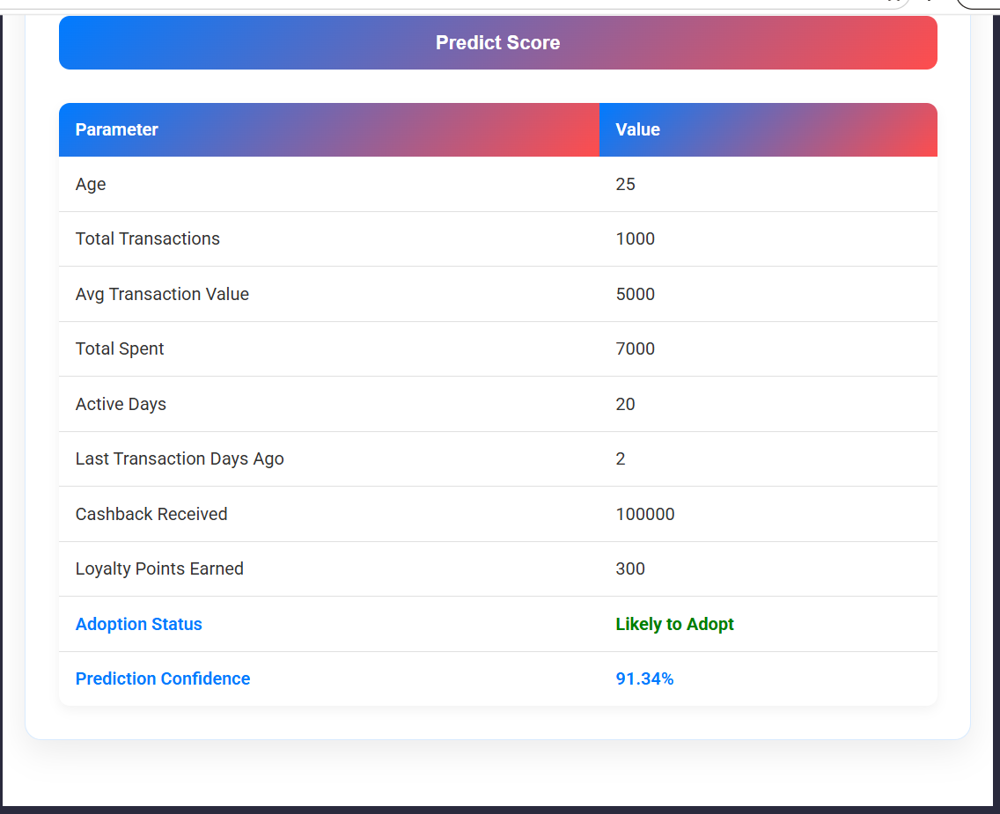 Predict Score
Parameter Value
Age 25
Total Transactions 1000
Avg Transaction Value 5000
Total Spent 7000
Active Days 20
Last Transaction Days Ago 2
Cashback Received 100000
Loyalty Points Earned 300
Adoption Status Likely to Adopt
Prediction Confidence 91.34%